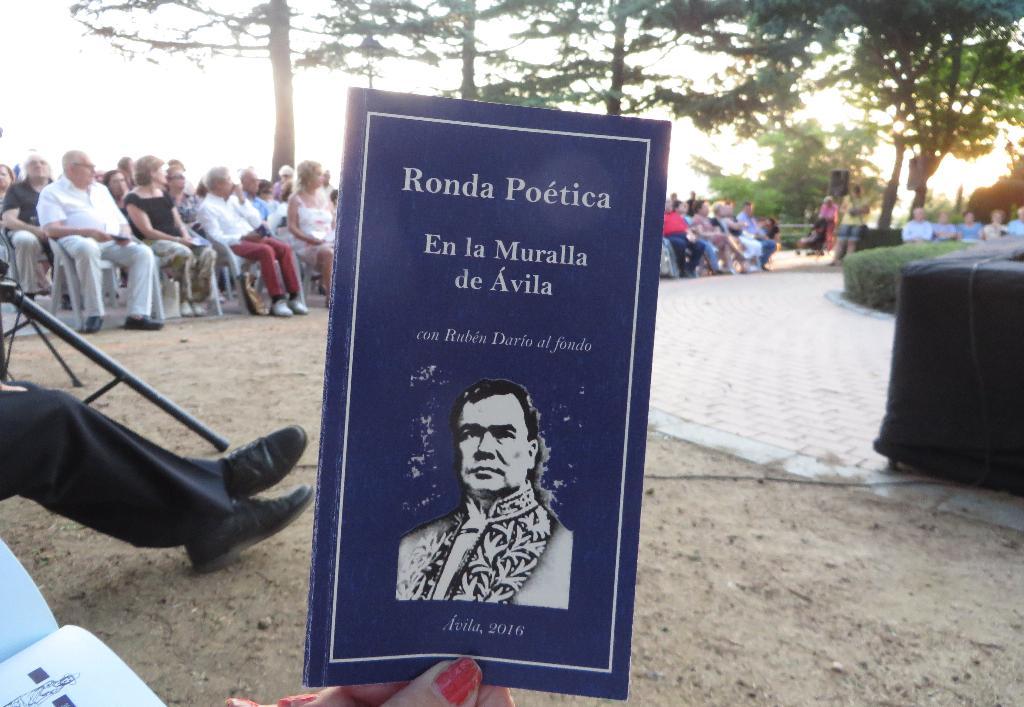 Ronda Poética
En la Muralla
de Ávila
con Rubén Darío al fondo
Ávila, 2016